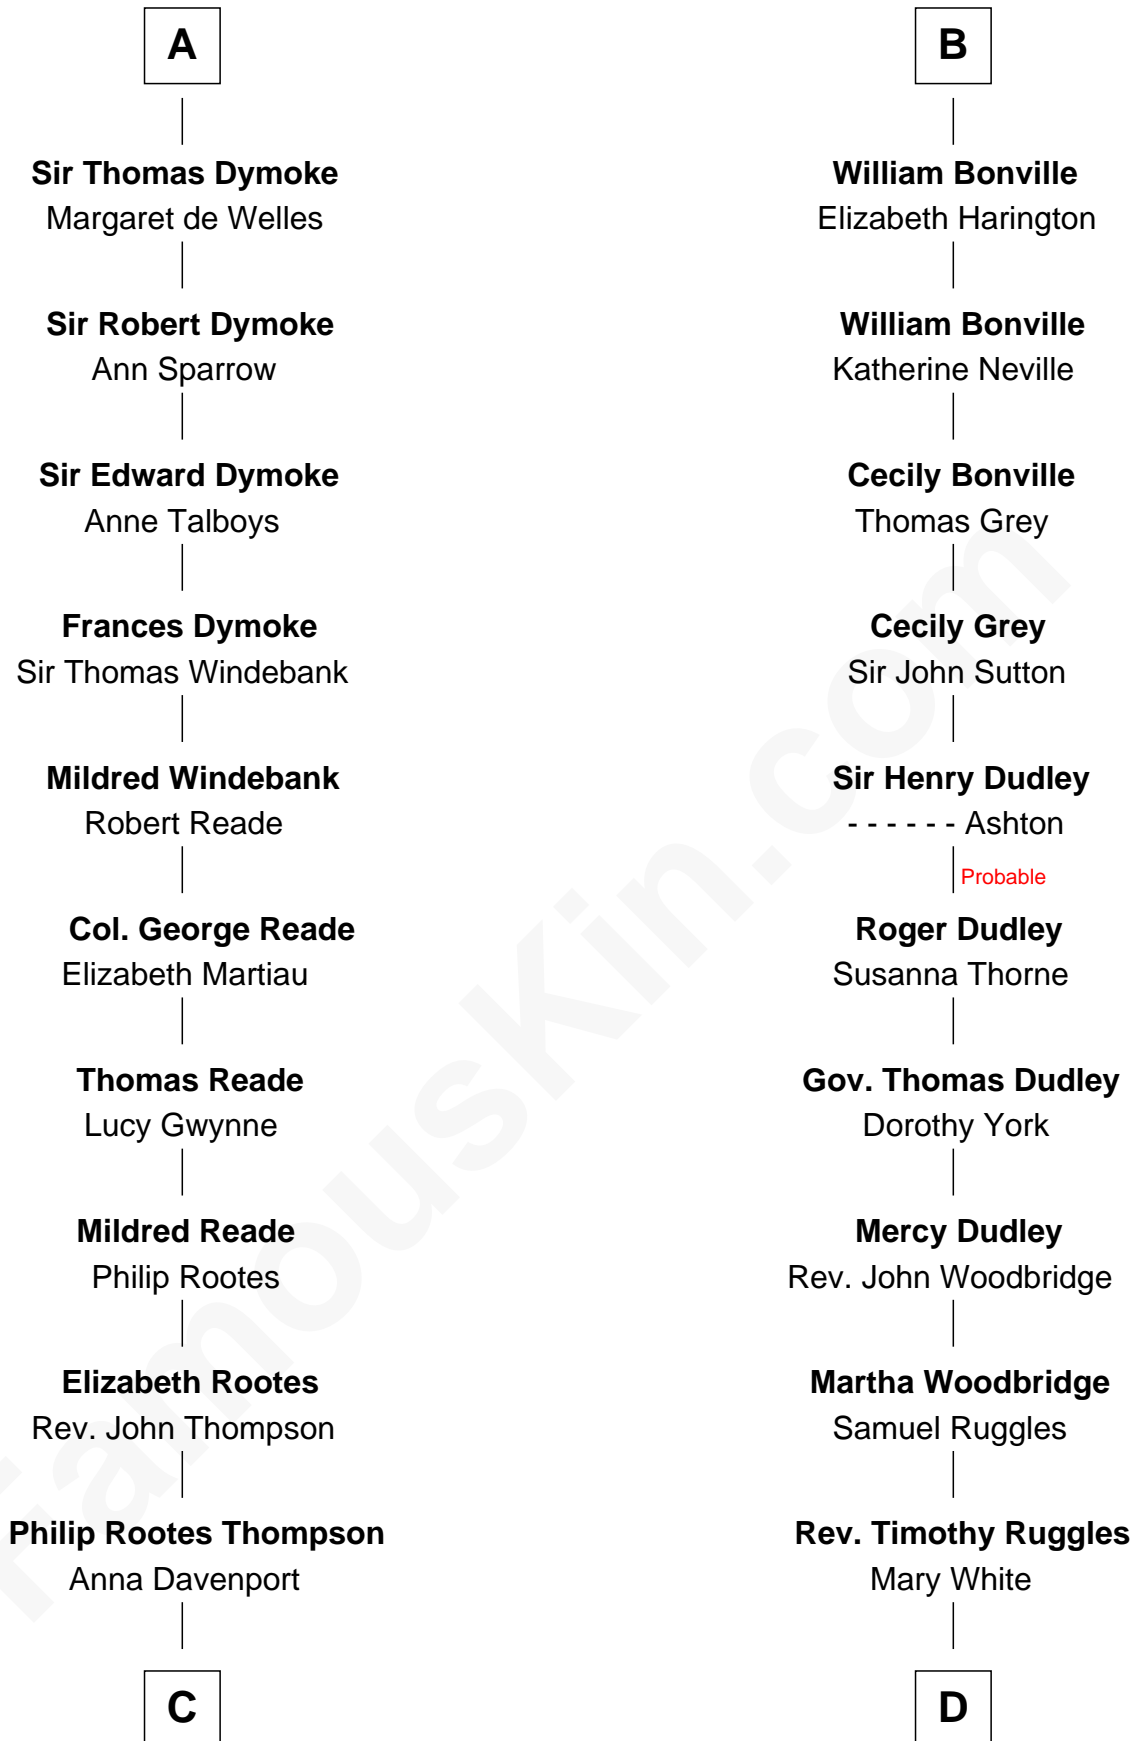 A
Sir Thomas Dymoke
Margaret de Welles
Sir Robert Dymoke
Ann Sparrow
Sir Edward Dymoke
Anne Talboys
Frances Dymoke
Sir Thomas Windebank
Mildred Windebank
Robert Reade
Col. George Reade
Elizabeth Martiau
Thomas Reade
Lucy Gwynne
Mildred Reade
Philip Rootes
Elizabeth Rootes
Rev. John Thompson
Philip Rootes Thompson
Anna Davenport
C
B
William Bonville
Elizabeth Harington
William Bonville
Katherine Neville
Cecily Bonville
Thomas Grey
Cecily Grey
Sir John Sutton
Sir Henry Dudley
- - - - - - Ashton
Probable
Roger Dudley
Susanna Thorne
Gov. Thomas Dudley
Dorothy York
Mercy Dudley
Rev. John Woodbridge
Martha Woodbridge
Samuel Ruggles
Rev. Timothy Ruggles
Mary White
D
FamousKin.com